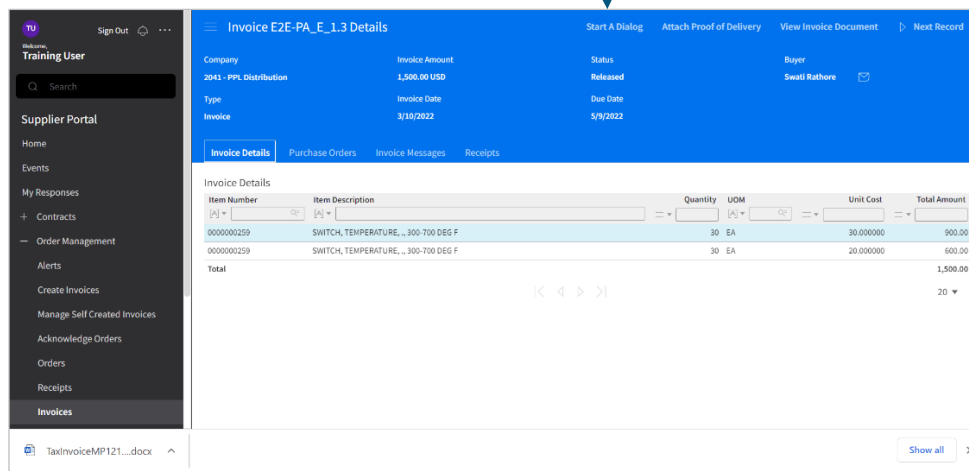 TU
Sign Out
Welcome,
Training User
Search
Supplier Portal
Home
Events
My Responses
+ Contracts
− Order Management
Alerts
Create Invoices
Manage Self Created Invoices
Acknowledge Orders
Orders
Receipts
Invoices
Invoice E2E-PA_E_1.3 Details
Start A Dialog Attach Proof of Delivery View Invoice Document Next Record
Company Invoice Amount Status Buyer
2041 - PPL Distribution 1,500.00 USD Released Swati Rathore
Type Invoice Date Due Date
Invoice 3/10/2022 5/9/2022
Invoice Details Purchase Orders Invoice Messages Receipts
Invoice Details
Item Number Item Description Quantity UOM Unit Cost Total Amount
[A] [A] = [A] = =
0000000259 SWITCH, TEMPERATURE, ,, 300-700 DEG F 30 EA 30.000000 900.00
0000000259 SWITCH, TEMPERATURE, ,, 300-700 DEG F 30 EA 20.000000 600.00
Total 1,500.00
20
TaxInvoiceMP121....docx
Show all